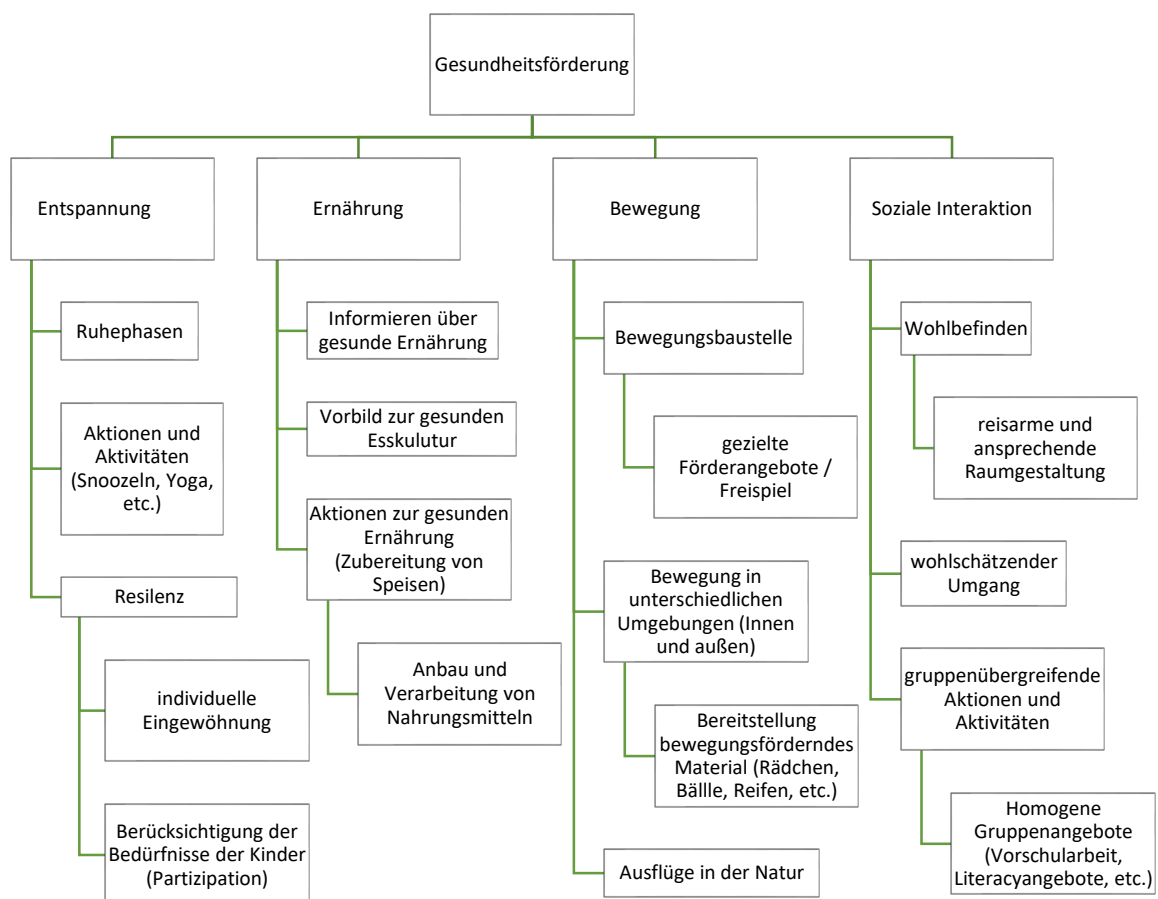 Gesundheitsförderung
Entspannung
Ruhephasen
Aktionen und
Aktivitäten
(Snoozeln, Yoga,
etc.)
Resilenz
individuelle
Eingewöhnung
Berücksichtigung der
Bedürfnisse der Kinder
(Partizipation)
Ernährung
Informieren über
gesunde Ernährung
Vorbild zur gesunden
Esskulutur
Aktionen zur gesunden
Ernährung
(Zubereitung von
Speisen)
Anbau und
Verarbeitung von
Nahrungsmitteln
Bewegung
Bewegungsbaustelle
gezielte
Förderangebote /
Freispiel
Bewegung in
unterschiedlichen
Umgebungen (Innen
und außen)
Bereitstellung
bewegungsförderndes
Material (Rädchen,
Bällle, Reifen, etc.)
Ausflüge in der Natur
Soziale Interaktion
Wohlbefinden
reisarme und
ansprechende
Raumgestaltung
wohlschätzender
Umgang
gruppenübergreifende
Aktionen und
Aktivitäten
Homogene
Gruppenangebote
(Vorschularbeit,
Literacyangebote, etc.)